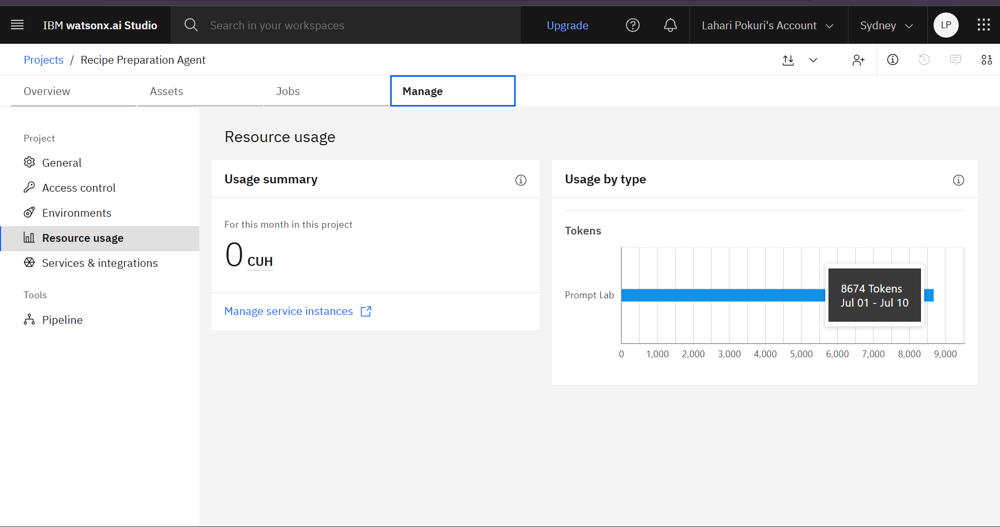 IBM watsonx.ai Studio
Search in your workspaces
Upgrade
Lahari Pokuri's Account
Sydney
LP
Projects / Recipe Preparation Agent
Overview
Assets
Jobs
Manage
Project
General
Access control
Environments
Resource usage
Services & integrations
Tools
Pipeline
Resource usage
Usage summary
For this month in this project
0 CUH
Manage service instances
Usage by type
Tokens
Prompt Lab
8674 Tokens
Jul 01 - Jul 10
0 1,000 2,000 3,000 4,000 5,000 6,000 7,000 8,000 9,000